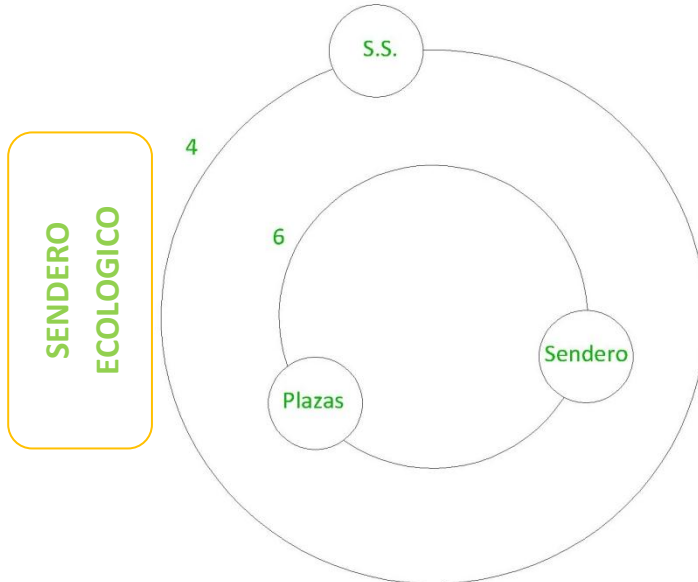 S.S.
4
6
SENDERO
ECOLOGICO
Sendero
Plazas